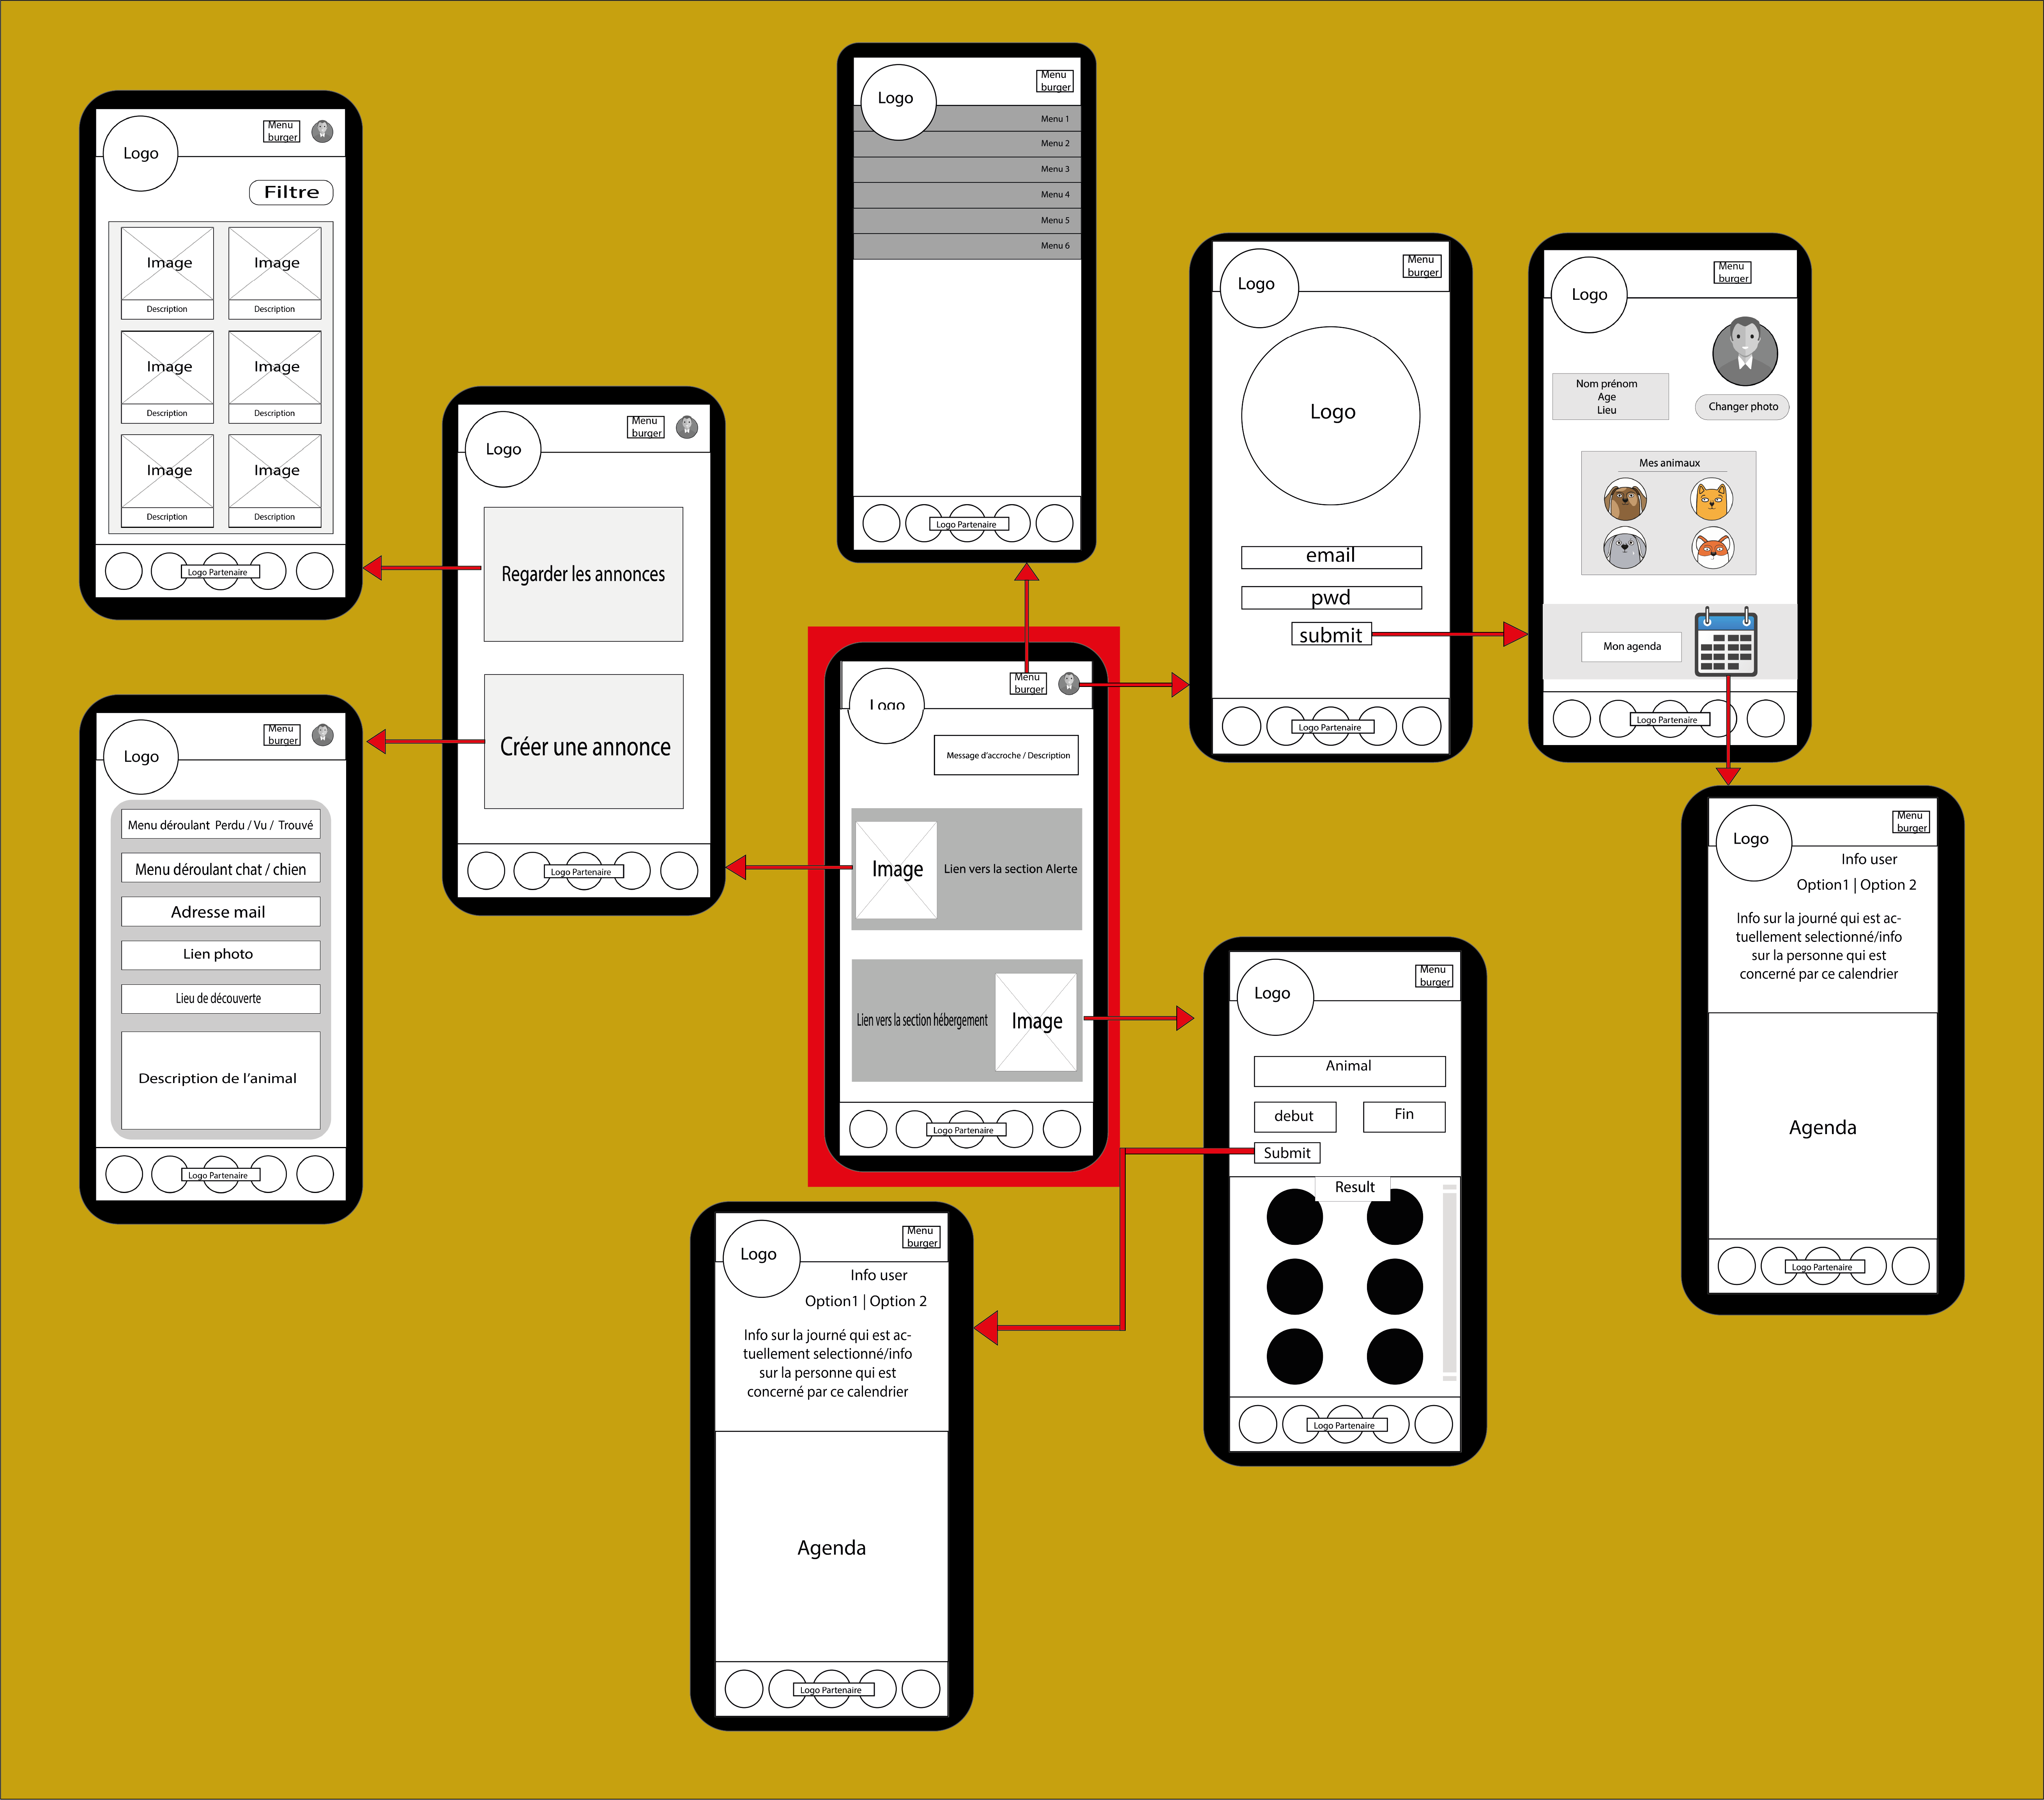 Logo
Menu
burger
Menu 1
Menu 2
Menu 3
Menu 4
Menu 5
Menu 6
Logo Partenaire
Logo
Menu
burger
Filtre
Image
Image
Description
Description
Image
Image
Description
Description
Image
Image
Description
Description
Logo Partenaire
Logo
Menu
burger
Regarder les annonces
Créer une annonce
Logo Partenaire
Logo
Menu
burger
Logo
email
pwd
submit
Logo Partenaire
Logo
Menu
burger
Nom prénom
Age
Lieu
Changer photo
Mes animaux
Mon agenda
Logo Partenaire
Logo
Menu
burger
Menu déroulant Perdu / Vu / Trouvé
Menu déroulant chat / chien
Adresse mail
Lien photo
Lieu de découverte
Description de l'animal
Logo Partenaire
Logo
Menu
burger
Message d'accroche / Description
Image
Lien vers la section Alerte
Lien vers la section hébergement
Image
Logo Partenaire
Logo
Menu
burger
Info user
Option1 | Option 2
Info sur la journé qui est ac-
tuellement selectionné/info
sur la personne qui est
concerné par ce calendrier
Agenda
Logo Partenaire
Logo
Menu
burger
Animal
debut
Fin
Submit
Result
Logo Partenaire
Logo
Menu
burger
Info user
Option1 | Option 2
Info sur la journé qui est ac-
tuellement selectionné/info
sur la personne qui est
concerné par ce calendrier
Agenda
Logo Partenaire